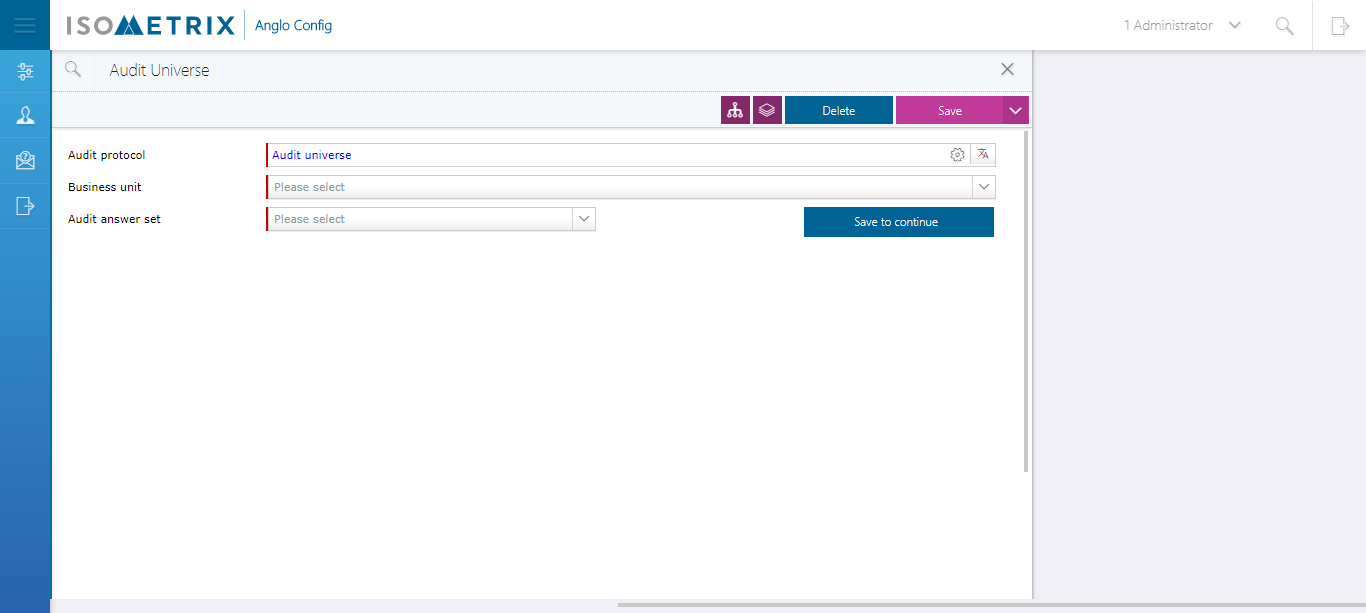 ISOMETRIX Anglo Config 1 Administrator
Audit Universe
Delete Save
Audit protocol Audit universe
Business unit Please select
Audit answer set Please select Save to continue